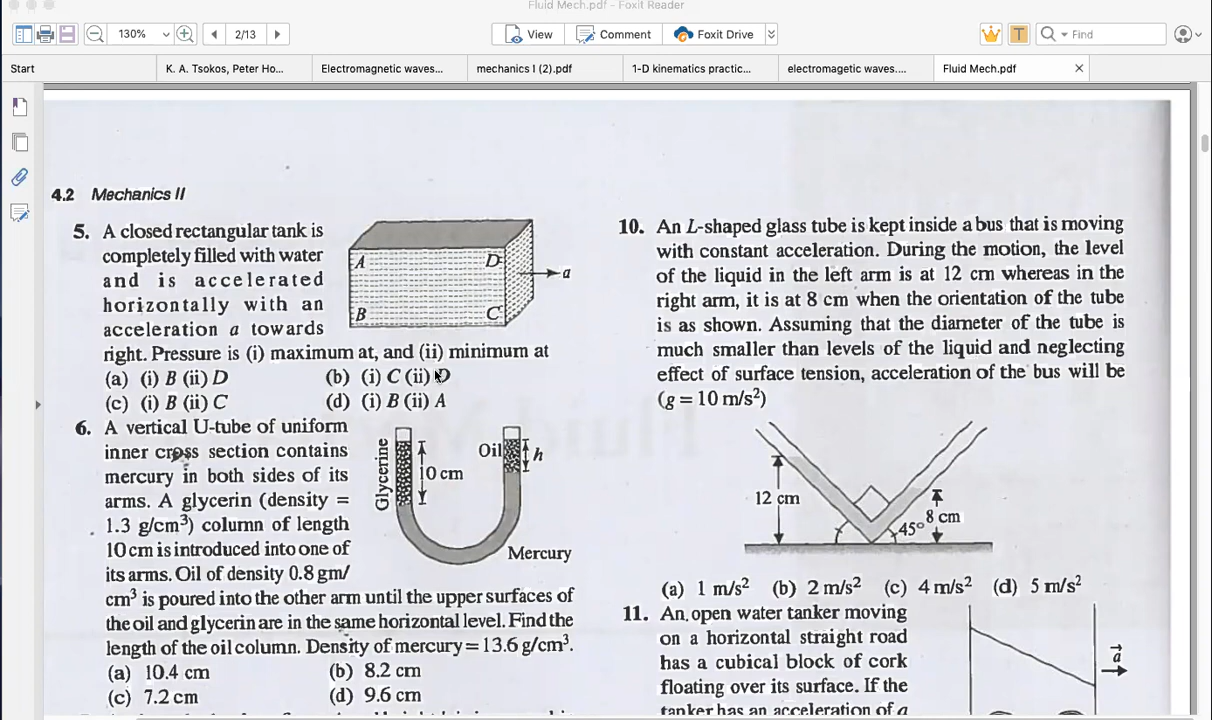 Fluid Mech.pdf - Foxit Reader
130%
2/13
View
Comment
Foxit Drive
Find
Start
K. A. Tsokos, Peter Ho...
Electromagnetic waves...
mechanics I (2).pdf
1-D kinematics practic...
electromagetic waves....
Fluid Mech.pdf
4.2 Mechanics II
5. A closed rectangular tank is
completely filled with water
and is accelerated
horizontally with an
acceleration a towards
right. Pressure is (i) maximum at, and (ii) minimum at
(a) (i) B (ii) D (b) (i) C (ii) D
(c) (i) B (ii) C (d) (i) B (ii) A
A
D
B
C
a
6. A vertical U-tube of uniform
inner cross section contains
mercury in both sides of its
arms. A glycerin (density =
1.3 g/cm³) column of length
10 cm is introduced into one of
its arms. Oil of density 0.8 gm/
cm³ is poured into the other arm until the upper surfaces of
the oil and glycerin are in the same horizontal level. Find the
length of the oil column. Density of mercury = 13.6 g/cm³.
(a) 10.4 cm (b) 8.2 cm
(c) 7.2 cm (d) 9.6 cm
Glycerine
10 cm
Oil
h
Mercury
10. An L-shaped glass tube is kept inside a bus that is moving
with constant acceleration. During the motion, the level
of the liquid in the left arm is at 12 cm whereas in the
right arm, it is at 8 cm when the orientation of the tube
is as shown. Assuming that the diameter of the tube is
much smaller than levels of the liquid and neglecting
effect of surface tension, acceleration of the bus will be
(g = 10 m/s²)
12 cm
45°
8 cm
(a) 1 m/s² (b) 2 m/s² (c) 4 m/s² (d) 5 m/s²
11. An open water tanker moving
on a horizontal straight road
has a cubical block of cork
floating over its surface. If the
tanker has an acceleration of a
a